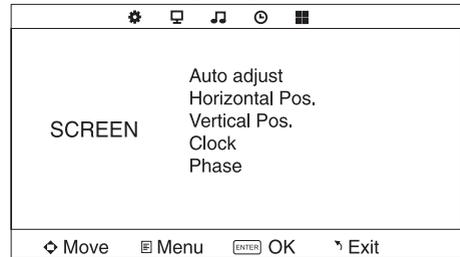 SCREEN
Auto adjust
Horizontal Pos.
Vertical Pos.
Clock
Phase
Move Menu ENTER OK Exit